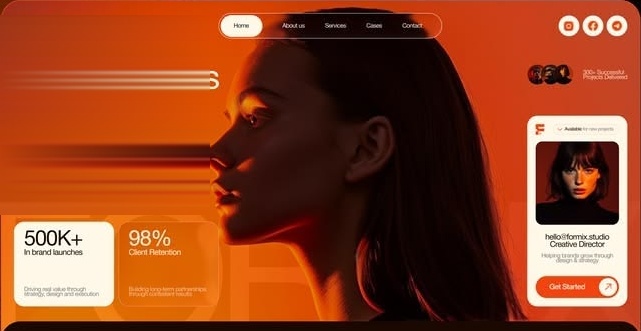 Home
About us
Services
Cases
Contact
S
300+ Successful
Projects Delivered
Available for new projects
500K+
In brand launches
Driving real value through
strategy, design and execution
98%
Client Retention
Building long-term partnerships
through consistent results
hello@formix.studio
Creative Director
Helping brands grow through
design & strategy
Get Started